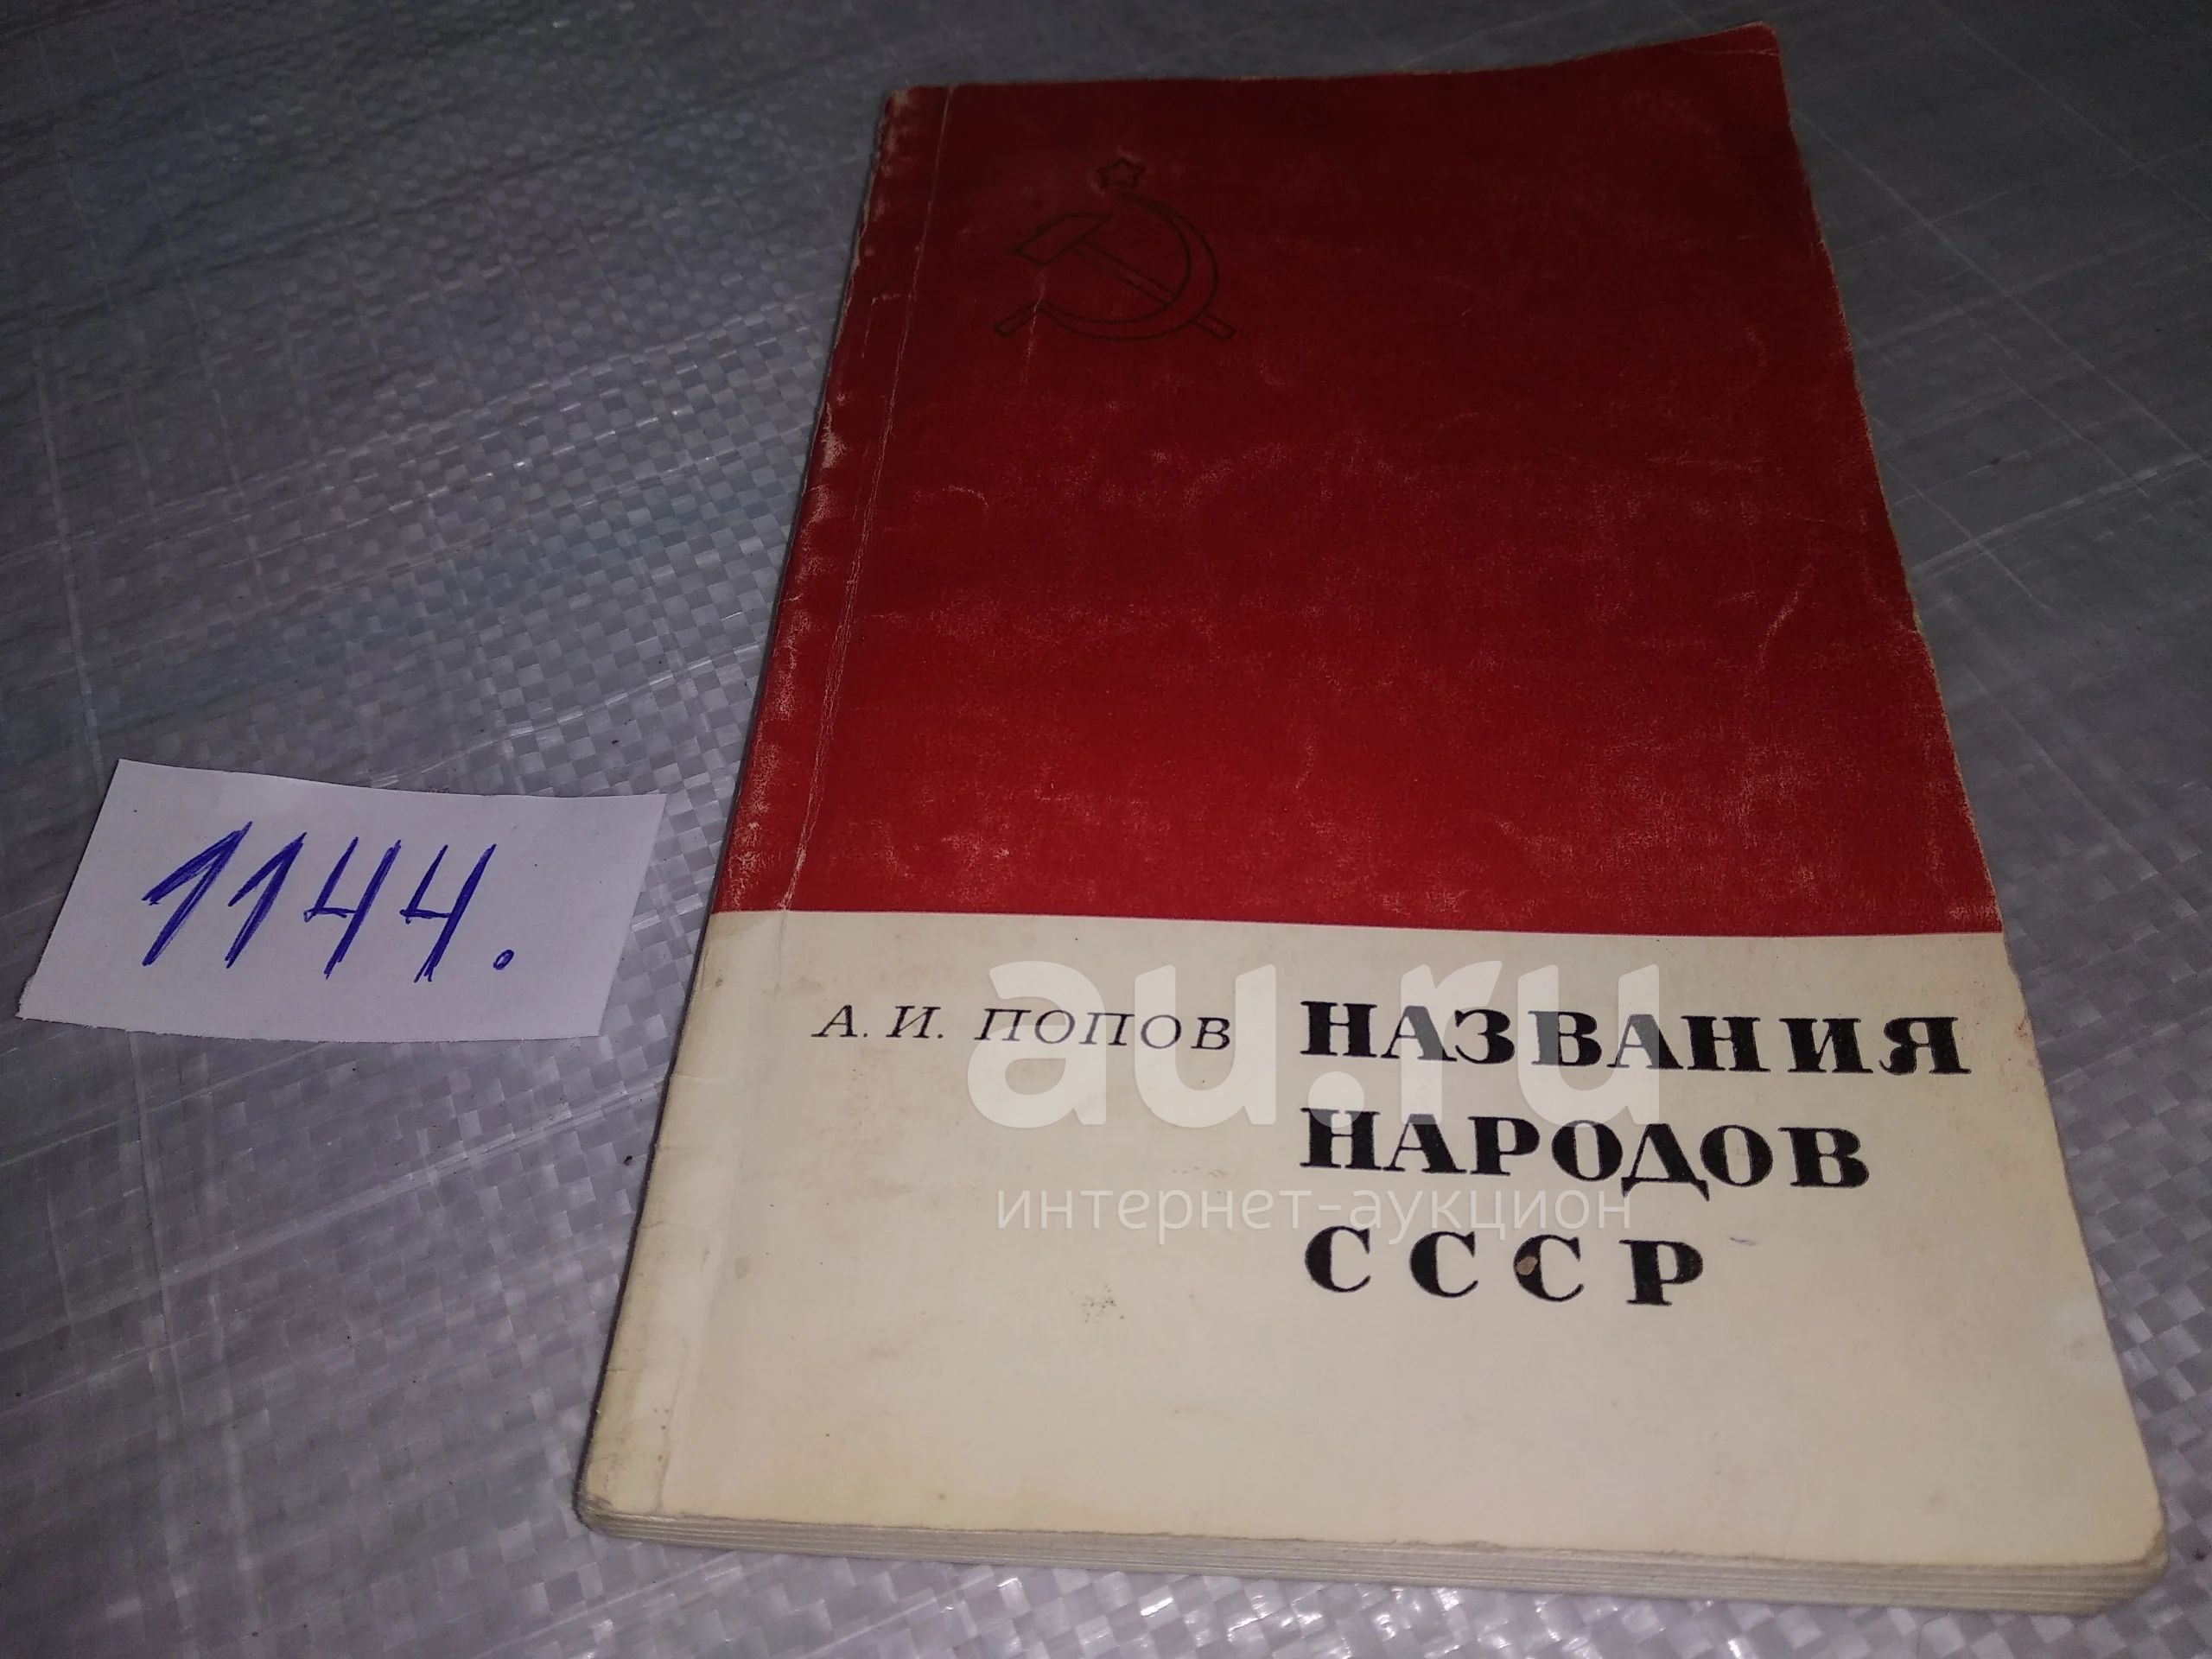 1144.
А. И. ПОПОВ
НАЗВАНИЯ
НАРОДОВ
СССР
au.ru
интернет-аукцион